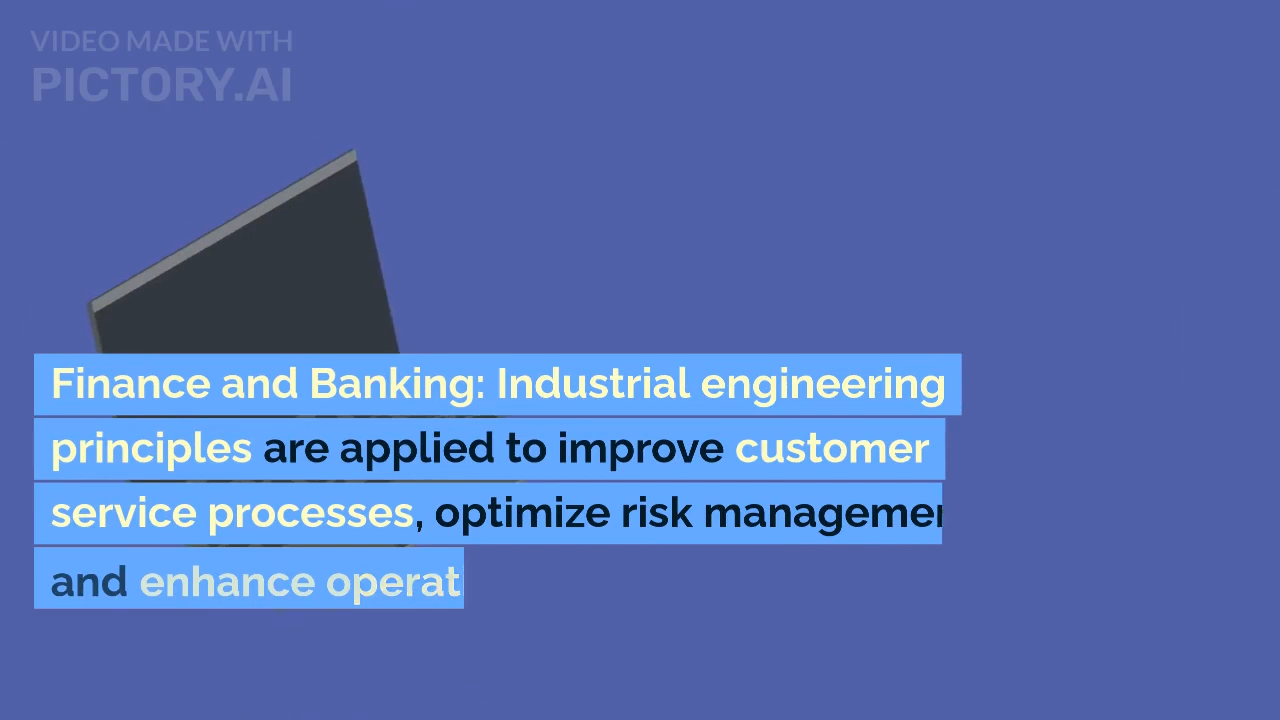 VIDEO MADE WITH
PICTORY.AI
Finance and Banking: Industrial engineering
principles are applied to improve customer
service processes, optimize risk managemen
and enhance operat